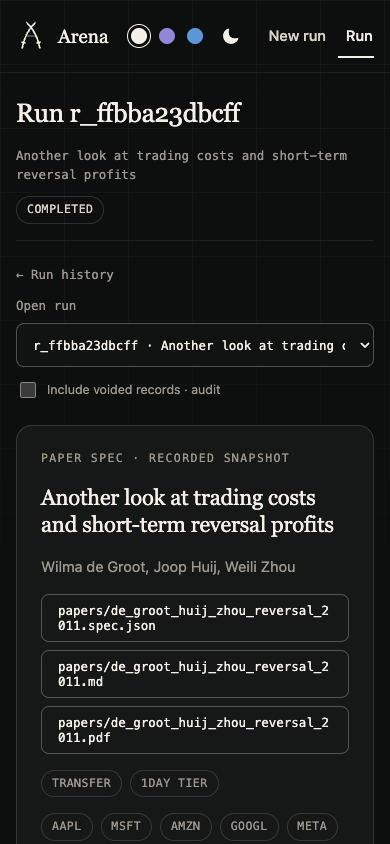 Arena
New run
Run
Run r_ffbba23dbcff
Another look at trading costs and short-term
reversal profits
COMPLETED
← Run history
Open run
r_ffbba23dbcff · Another look at trading c
Include voided records · audit
PAPER SPEC · RECORDED SNAPSHOT
Another look at trading costs
and short-term reversal profits
Wilma de Groot, Joop Huij, Weili Zhou
papers/de_groot_huij_zhou_reversal_2
011.spec.json
papers/de_groot_huij_zhou_reversal_2
011.md
papers/de_groot_huij_zhou_reversal_2
011.pdf
TRANSFER
1DAY TIER
AAPL
MSFT
AMZN
GOOGL
META